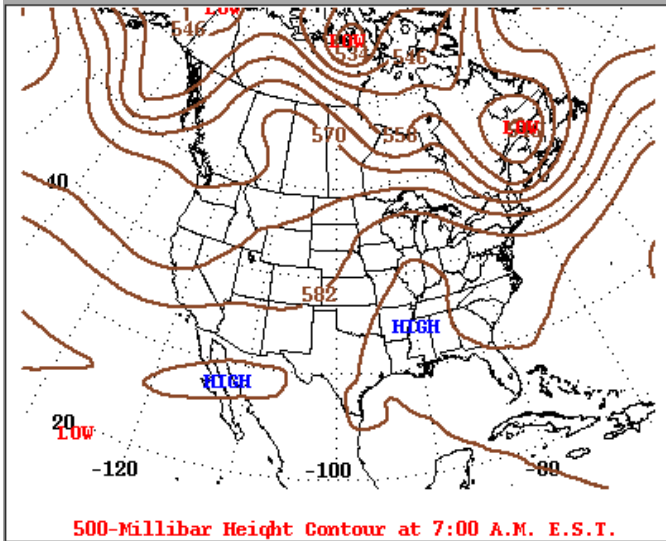 LOW
546
LOW
534
546
LOW
570
558
40
582
HIGH
HIGH
20
LOW
-120
-100
-80
500-Millibar Height Contour at 7:00 A.M. E.S.T.